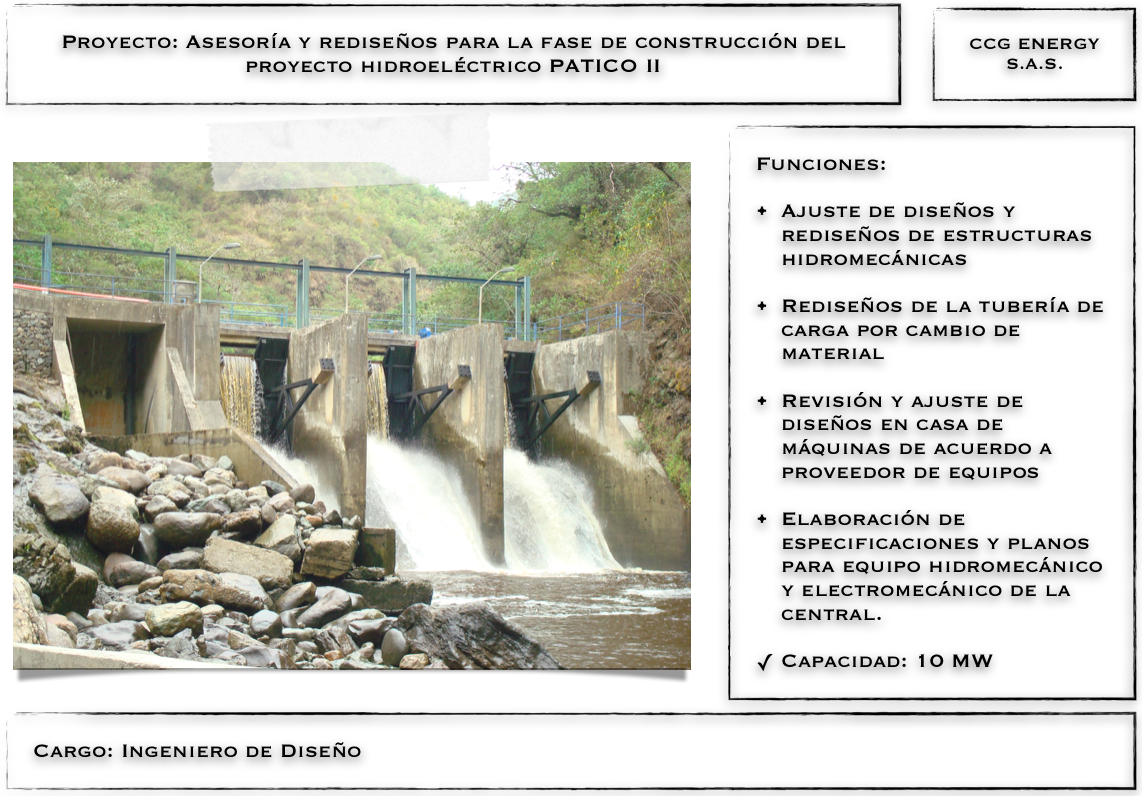 Proyecto: Asesoría y rediseños para la fase de construcción del
proyecto hidroeléctrico PATICO II
CCG ENERGY
S.A.S.
Funciones:
+ Ajuste de diseños y
rediseños de estructuras
hidromecánicas
+ Rediseños de la tubería de
carga por cambio de
material
+ Revisión y ajuste de
diseños en casa de
máquinas de acuerdo a
proveedor de equipos
+ Elaboración de
especificaciones y planos
para equipo hidromecánico
y electromecánico de la
central.
✓ Capacidad: 10 MW
Cargo: Ingeniero de Diseño